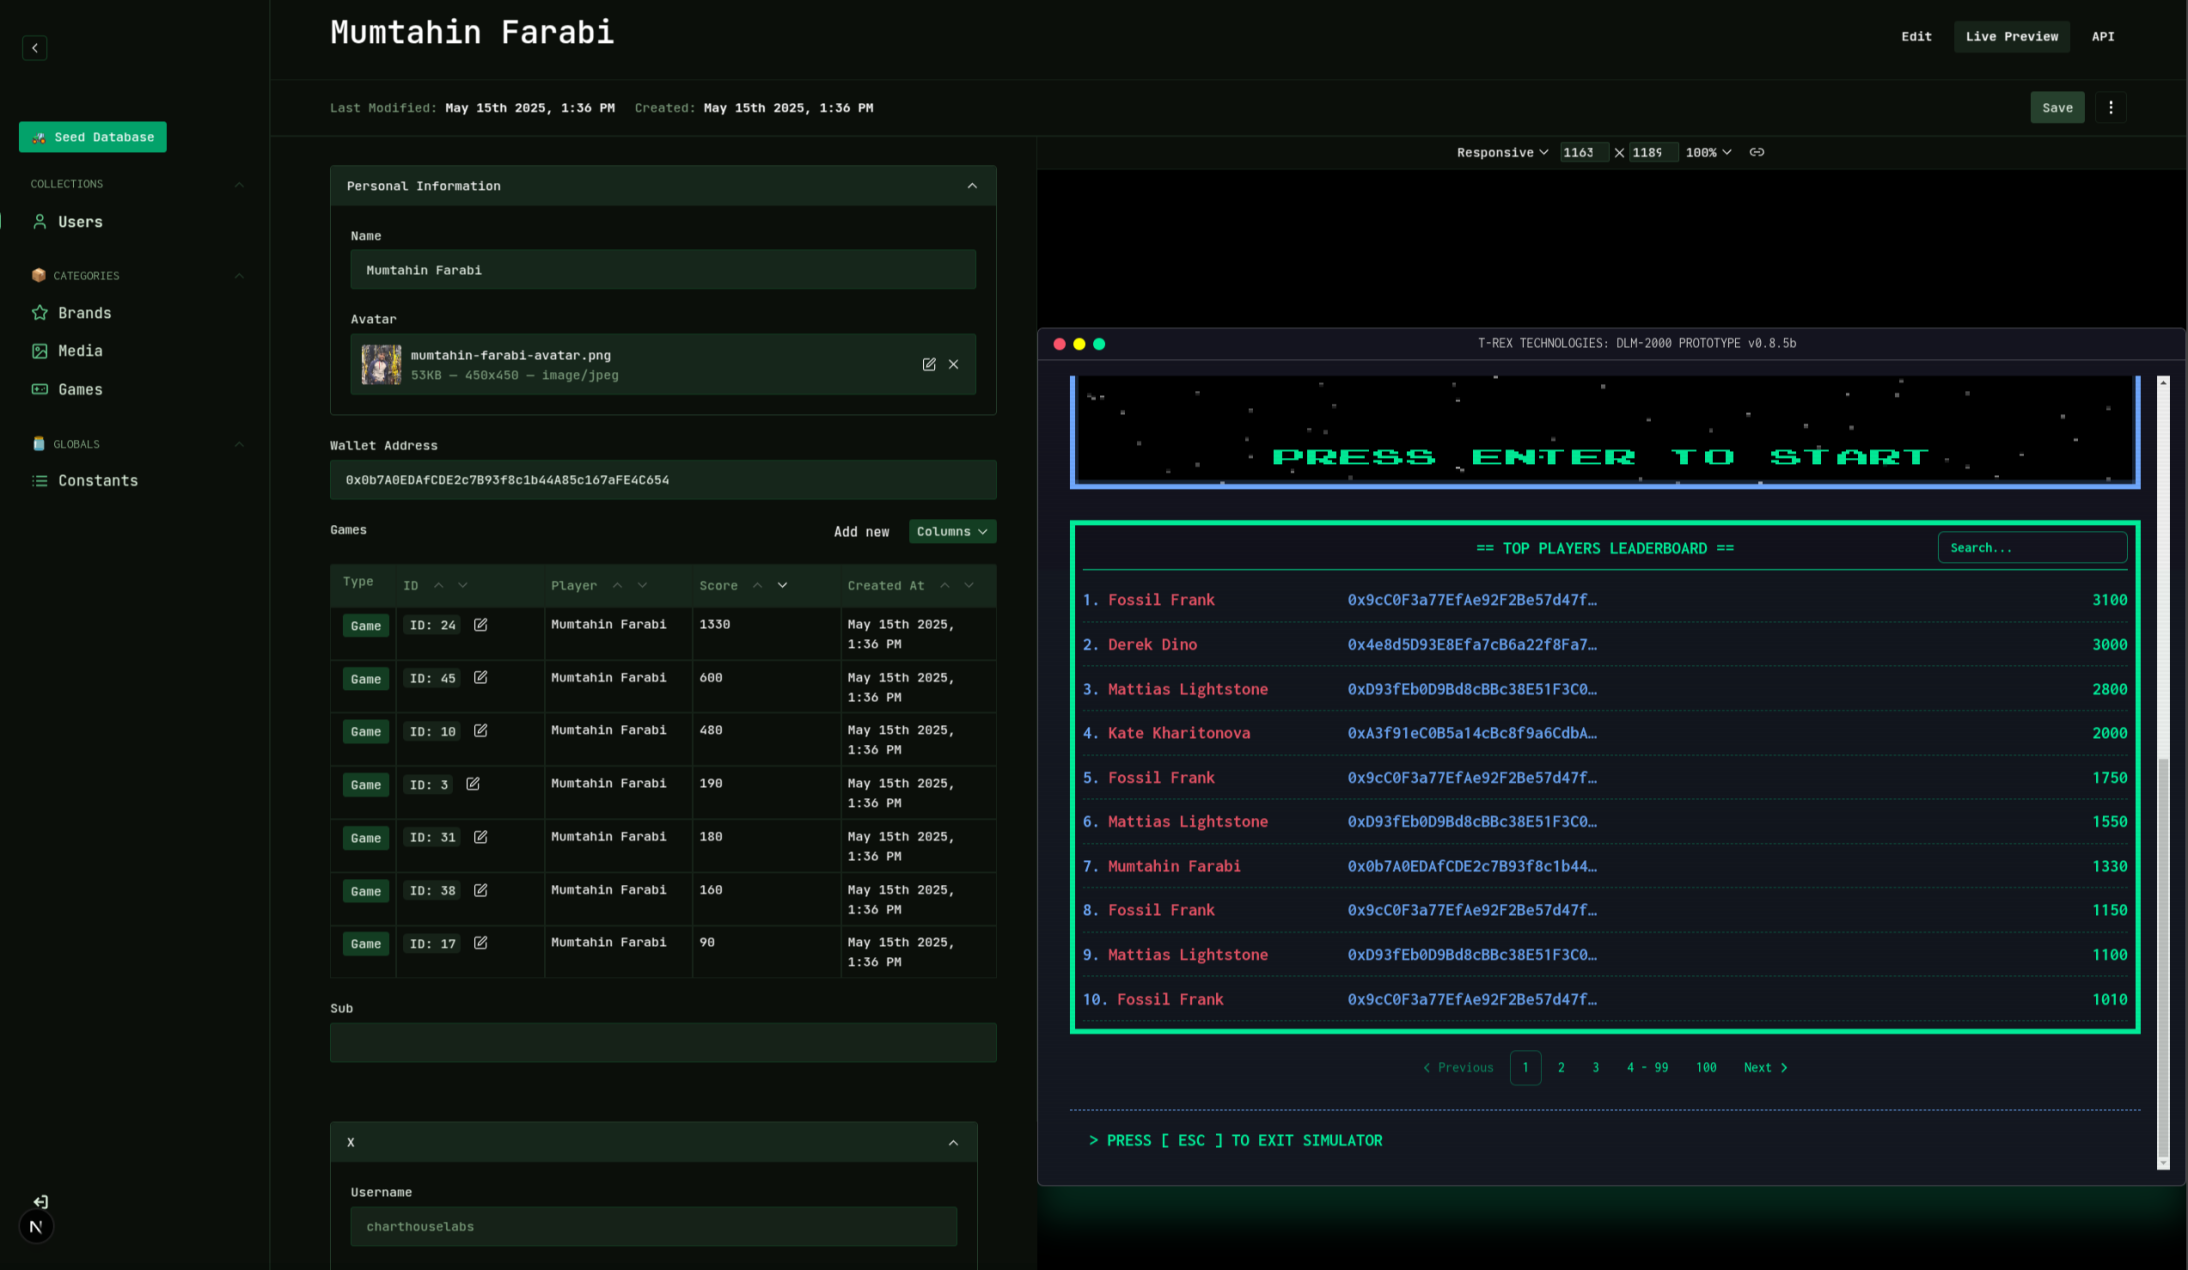 Mumtahin Farabi
Edit
Live Preview
API
Last Modified: May 15th 2025, 1:36 PM Created: May 15th 2025, 1:36 PM
Save
Seed Database
COLLECTIONS
Users
CATEGORIES
Brands
Media
Games
GLOBALS
Constants
N
Personal Information
Name
Mumtahin Farabi
Avatar
mumtahin-farabi-avatar.png
53KB — 450x450 — image/jpeg
Wallet Address
0x0b7A0EDAfCDE2c7B93f8c1b44A85c167aFE4C654
Games
Add new
Columns
Type ID Player Score Created At
Game ID: 24 Mumtahin Farabi 1330 May 15th 2025,
1:36 PM
Game ID: 45 Mumtahin Farabi 600 May 15th 2025,
1:36 PM
Game ID: 10 Mumtahin Farabi 480 May 15th 2025,
1:36 PM
Game ID: 3 Mumtahin Farabi 190 May 15th 2025,
1:36 PM
Game ID: 31 Mumtahin Farabi 180 May 15th 2025,
1:36 PM
Game ID: 38 Mumtahin Farabi 160 May 15th 2025,
1:36 PM
Game ID: 17 Mumtahin Farabi 90 May 15th 2025,
1:36 PM
Sub
X
Username
charthouselabs
Responsive 1163 × 1189 100%
T-REX TECHNOLOGIES: DLM-2000 PROTOTYPE v0.8.5b
PRESS ENTER TO START
== TOP PLAYERS LEADERBOARD ==
Search...
1. Fossil Frank 0x9cC0F3a77EfAe92F2Be57d47f… 3100
2. Derek Dino 0x4e8d5D93E8Efa7cB6a22f8Fa7… 3000
3. Mattias Lightstone 0xD93fEb0D9Bd8cBBc38E51F3C0… 2800
4. Kate Kharitonova 0xA3f91eC0B5a14cBc8f9a6CdbA… 2000
5. Fossil Frank 0x9cC0F3a77EfAe92F2Be57d47f… 1750
6. Mattias Lightstone 0xD93fEb0D9Bd8cBBc38E51F3C0… 1550
7. Mumtahin Farabi 0x0b7A0EDAfCDE2c7B93f8c1b44… 1330
8. Fossil Frank 0x9cC0F3a77EfAe92F2Be57d47f… 1150
9. Mattias Lightstone 0xD93fEb0D9Bd8cBBc38E51F3C0… 1100
10. Fossil Frank 0x9cC0F3a77EfAe92F2Be57d47f… 1010
< Previous 1 2 3 4 - 99 100 Next >
> PRESS [ ESC ] TO EXIT SIMULATOR